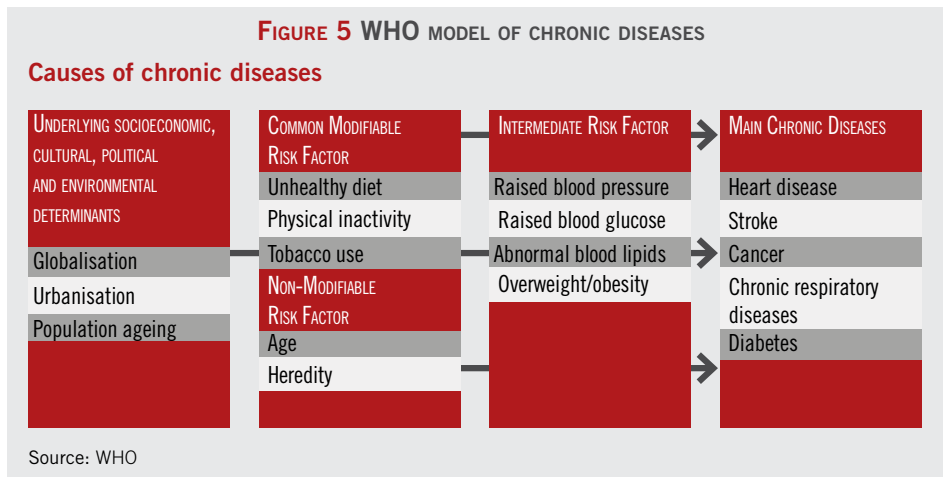 FIGURE 5 WHO MODEL OF CHRONIC DISEASES
Causes of chronic diseases
UNDERLYING SOCIOECONOMIC,
CULTURAL, POLITICAL
AND ENVIRONMENTAL
DETERMINANTS
Globalisation
Urbanisation
Population ageing
COMMON MODIFIABLE
RISK FACTOR
Unhealthy diet
Physical inactivity
Tobacco use
NON-MODIFIABLE
RISK FACTOR
Age
Heredity
INTERMEDIATE RISK FACTOR
Raised blood pressure
Raised blood glucose
Abnormal blood lipids
Overweight/obesity
MAIN CHRONIC DISEASES
Heart disease
Stroke
Cancer
Chronic respiratory
diseases
Diabetes
Source: WHO